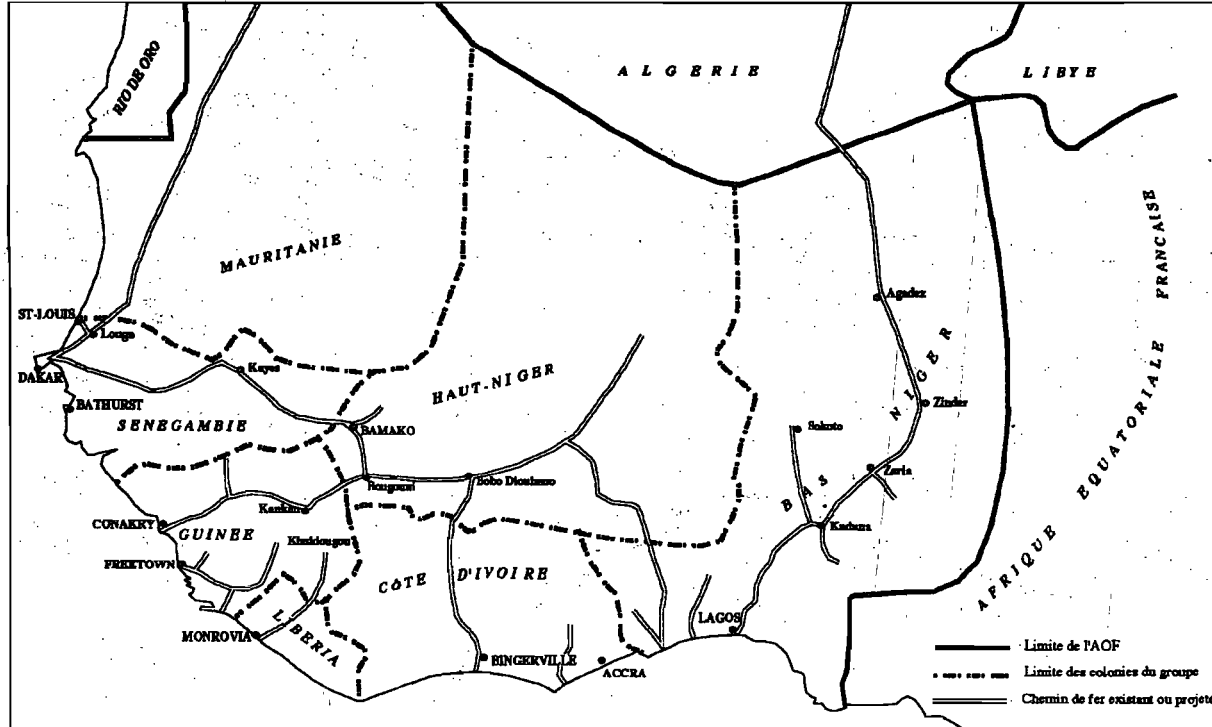 RIO DE ORO
ALGERIE
LIBYE
MAURITANIE
AFRIQUE EQUATORIALE FRANCAISE
Agadez
ST-LOUIS
Louga
Kayes
DAKAR
HAUT-NIGER
BAS NIGER
Zinder
BATHURST
SENEGAMBIE
BAMAKO
Sokoto
Zaria
Bougouni
Bobo Dioulasso
Kankan
CONAKRY
GUINEE
Kaduna
FREETOWN
CÔTE D'IVOIRE
LAGOS
MONROVIA
LIBERIA
BINGERVILLE
ACCRA
Limite de l'AOF
Limite des colonies du groupe
Chemin de fer existant ou projeté